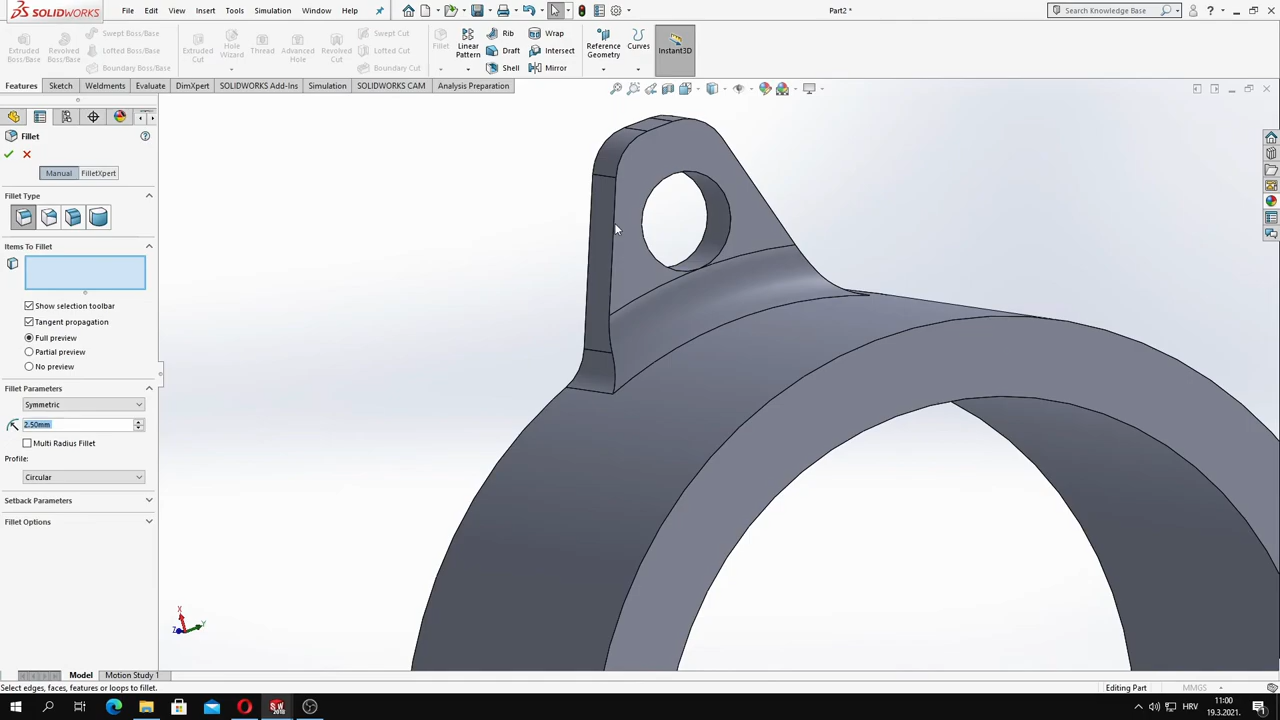 SOLIDWORKS
File
Edit
View
Insert
Tools
Simulation
Window
Help
Part2 *
Search Knowledge Base
Extruded Boss/Base
Revolved Boss/Base
Swept Boss/Base
Lofted Boss/Base
Boundary Boss/Base
Extruded Cut
Hole Wizard
Thread
Advanced Hole
Revolved Cut
Swept Cut
Lofted Cut
Boundary Cut
Fillet
Linear Pattern
Rib
Draft
Shell
Wrap
Intersect
Mirror
Reference Geometry
Curves
Instant3D
Features
Sketch
Weldments
Evaluate
DimXpert
SOLIDWORKS Add-Ins
Simulation
SOLIDWORKS CAM
Analysis Preparation
Fillet
Manual
FilletXpert
Fillet Type
Items To Fillet
Show selection toolbar
Tangent propagation
Full preview
Partial preview
No preview
Fillet Parameters
Symmetric
2.50mm
Multi Radius Fillet
Profile:
Circular
Setback Parameters
Fillet Options
X
Y
Z
Model
Motion Study 1
Select edges, faces, features or loops to fillet.
Editing Part
MMGS
HRV
11:00
19.3.2021.